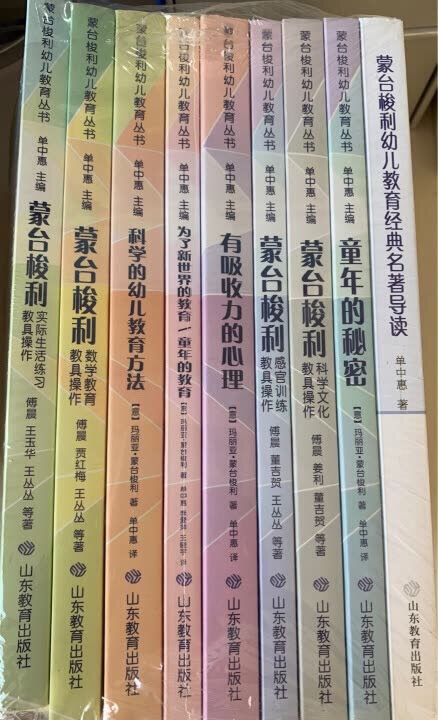 蒙台梭利幼儿教育丛书
单中惠 主编
蒙台梭利
实际生活练习
教具操作
傅晨 王玉华 王丛丛 等著
山东教育出版社
蒙台梭利幼儿教育丛书
单中惠 主编
蒙台梭利
数学教育
教具操作
傅晨 贾红梅 王丛丛 等著
山东教育出版社
蒙台梭利幼儿教育丛书
单中惠 主编
科学的幼儿教育方法
[意] 玛丽亚·蒙台梭利 著
单中惠 译
山东教育出版社
蒙台梭利幼儿教育丛书
单中惠 主编
为了新世界的教育/童年的教育
[意] 玛丽亚·蒙台梭利 著
单中惠
译
山东教育出版社
蒙台梭利幼儿教育丛书
单中惠 主编
有吸收力的心理
[意] 玛丽亚·蒙台梭利 著
单中惠 译
山东教育出版社
蒙台梭利幼儿教育丛书
单中惠 主编
蒙台梭利
感官训练
教具操作
傅晨 董吉贺 王丛丛 等著
山东教育出版社
蒙台梭利幼儿教育丛书
单中惠 主编
蒙台梭利
科学文化
教具操作
傅晨 姜利 董吉贺 等著
山东教育出版社
蒙台梭利幼儿教育丛书
单中惠 主编
童年的秘密
[意] 玛丽亚·蒙台梭利 著
单中惠 译
山东教育出版社
蒙台梭利幼儿教育经典名著导读
单中惠 著
山东教育出版社